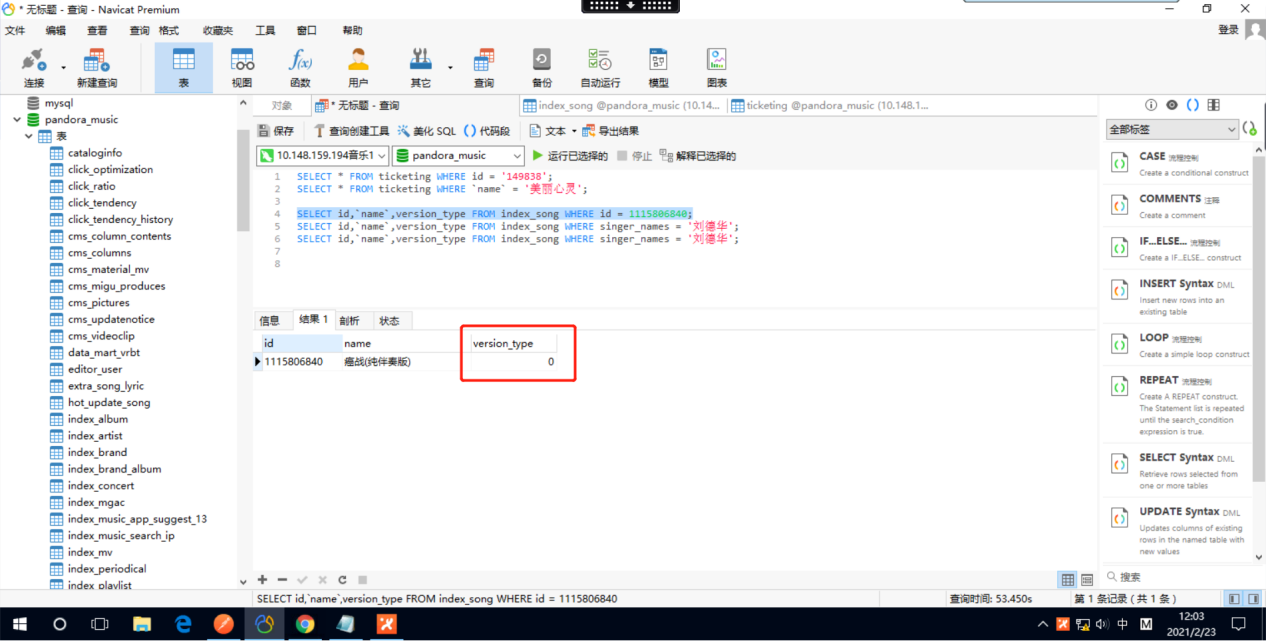 * 无标题 - 查询 - Navicat Premium
文件 编辑 查看 查询 格式 收藏夹 工具 窗口 帮助
登录
连接 新建查询 表 视图 函数 用户 其它 查询 备份 自动运行 模型 图表
mysql
pandora_music
表
cataloginfo
click_optimization
click_ratio
click_tendency
click_tendency_history
cms_column_contents
cms_columns
cms_material_mv
cms_migu_produces
cms_pictures
cms_updatenotice
cms_videoclip
data_mart_vrbt
editor_user
extra_song_lyric
hot_update_song
index_album
index_artist
index_brand
index_brand_album
index_concert
index_mgac
index_music_app_suggest_13
index_music_search_ip
index_mv
index_periodical
index_playlist
对象 * 无标题 - 查询 index_song @pandora_music (10.14... ticketing @pandora_music (10.148.1...
保存 查询创建工具 美化 SQL 代码段 文本 导出结果
10.148.159.194音乐1 pandora_music 运行已选择的 停止 解释已选择的
1 SELECT * FROM ticketing WHERE id = '149838';
2 SELECT * FROM ticketing WHERE `name` = '美丽心灵';
3
4 SELECT id,`name`,version_type FROM index_song WHERE id = 1115806840;
5 SELECT id,`name`,version_type FROM index_song WHERE singer_names = '刘德华';
6 SELECT id,`name`,version_type FROM index_song WHERE singer_names = '刘德华';
7
8
信息 结果 1 剖析 状态
id name version_type
1115806840 癌战(纯伴奏版) 0
SELECT id,`name`,version_type FROM index_song WHERE id = 1115806840
查询时间: 53.450s 第 1 条记录 (共 1 条)
全部标签
CASE 流程控制
Create a conditional construct
COMMENTS 注释
Create a comment
IF...ELSE... 流程控制
Create a IF...ELSE... construct
INSERT Syntax DML
Insert new rows into an
existing table
LOOP 流程控制
Create a simple loop construct
REPEAT 流程控制
Create A REPEAT construct.
The Statement list is repeated
until the search_condition
expression is true.
SELECT Syntax DML
Retrieve rows selected from
one or more tables
UPDATE Syntax DML
Updates columns of existing
rows in the named table with
new values
搜索
中 M
12:03
2021/2/23